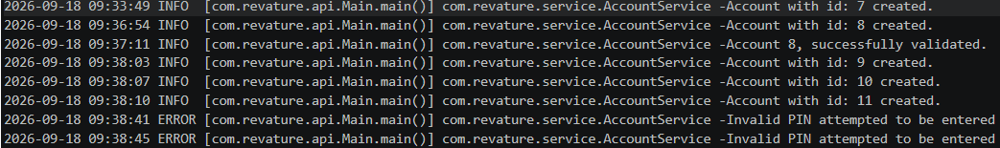 2026-09-18 09:33:49 INFO  [com.revature.api.Main.main()] com.revature.service.AccountService -Account with id: 7 created.
2026-09-18 09:36:54 INFO  [com.revature.api.Main.main()] com.revature.service.AccountService -Account with id: 8 created.
2026-09-18 09:37:11 INFO  [com.revature.api.Main.main()] com.revature.service.AccountService -Account 8, successfully validated.
2026-09-18 09:38:03 INFO  [com.revature.api.Main.main()] com.revature.service.AccountService -Account with id: 9 created.
2026-09-18 09:38:07 INFO  [com.revature.api.Main.main()] com.revature.service.AccountService -Account with id: 10 created.
2026-09-18 09:38:10 INFO  [com.revature.api.Main.main()] com.revature.service.AccountService -Account with id: 11 created.
2026-09-18 09:38:41 ERROR [com.revature.api.Main.main()] com.revature.service.AccountService -Invalid PIN attempted to be entered
2026-09-18 09:38:45 ERROR [com.revature.api.Main.main()] com.revature.service.AccountService -Invalid PIN attempted to be entered